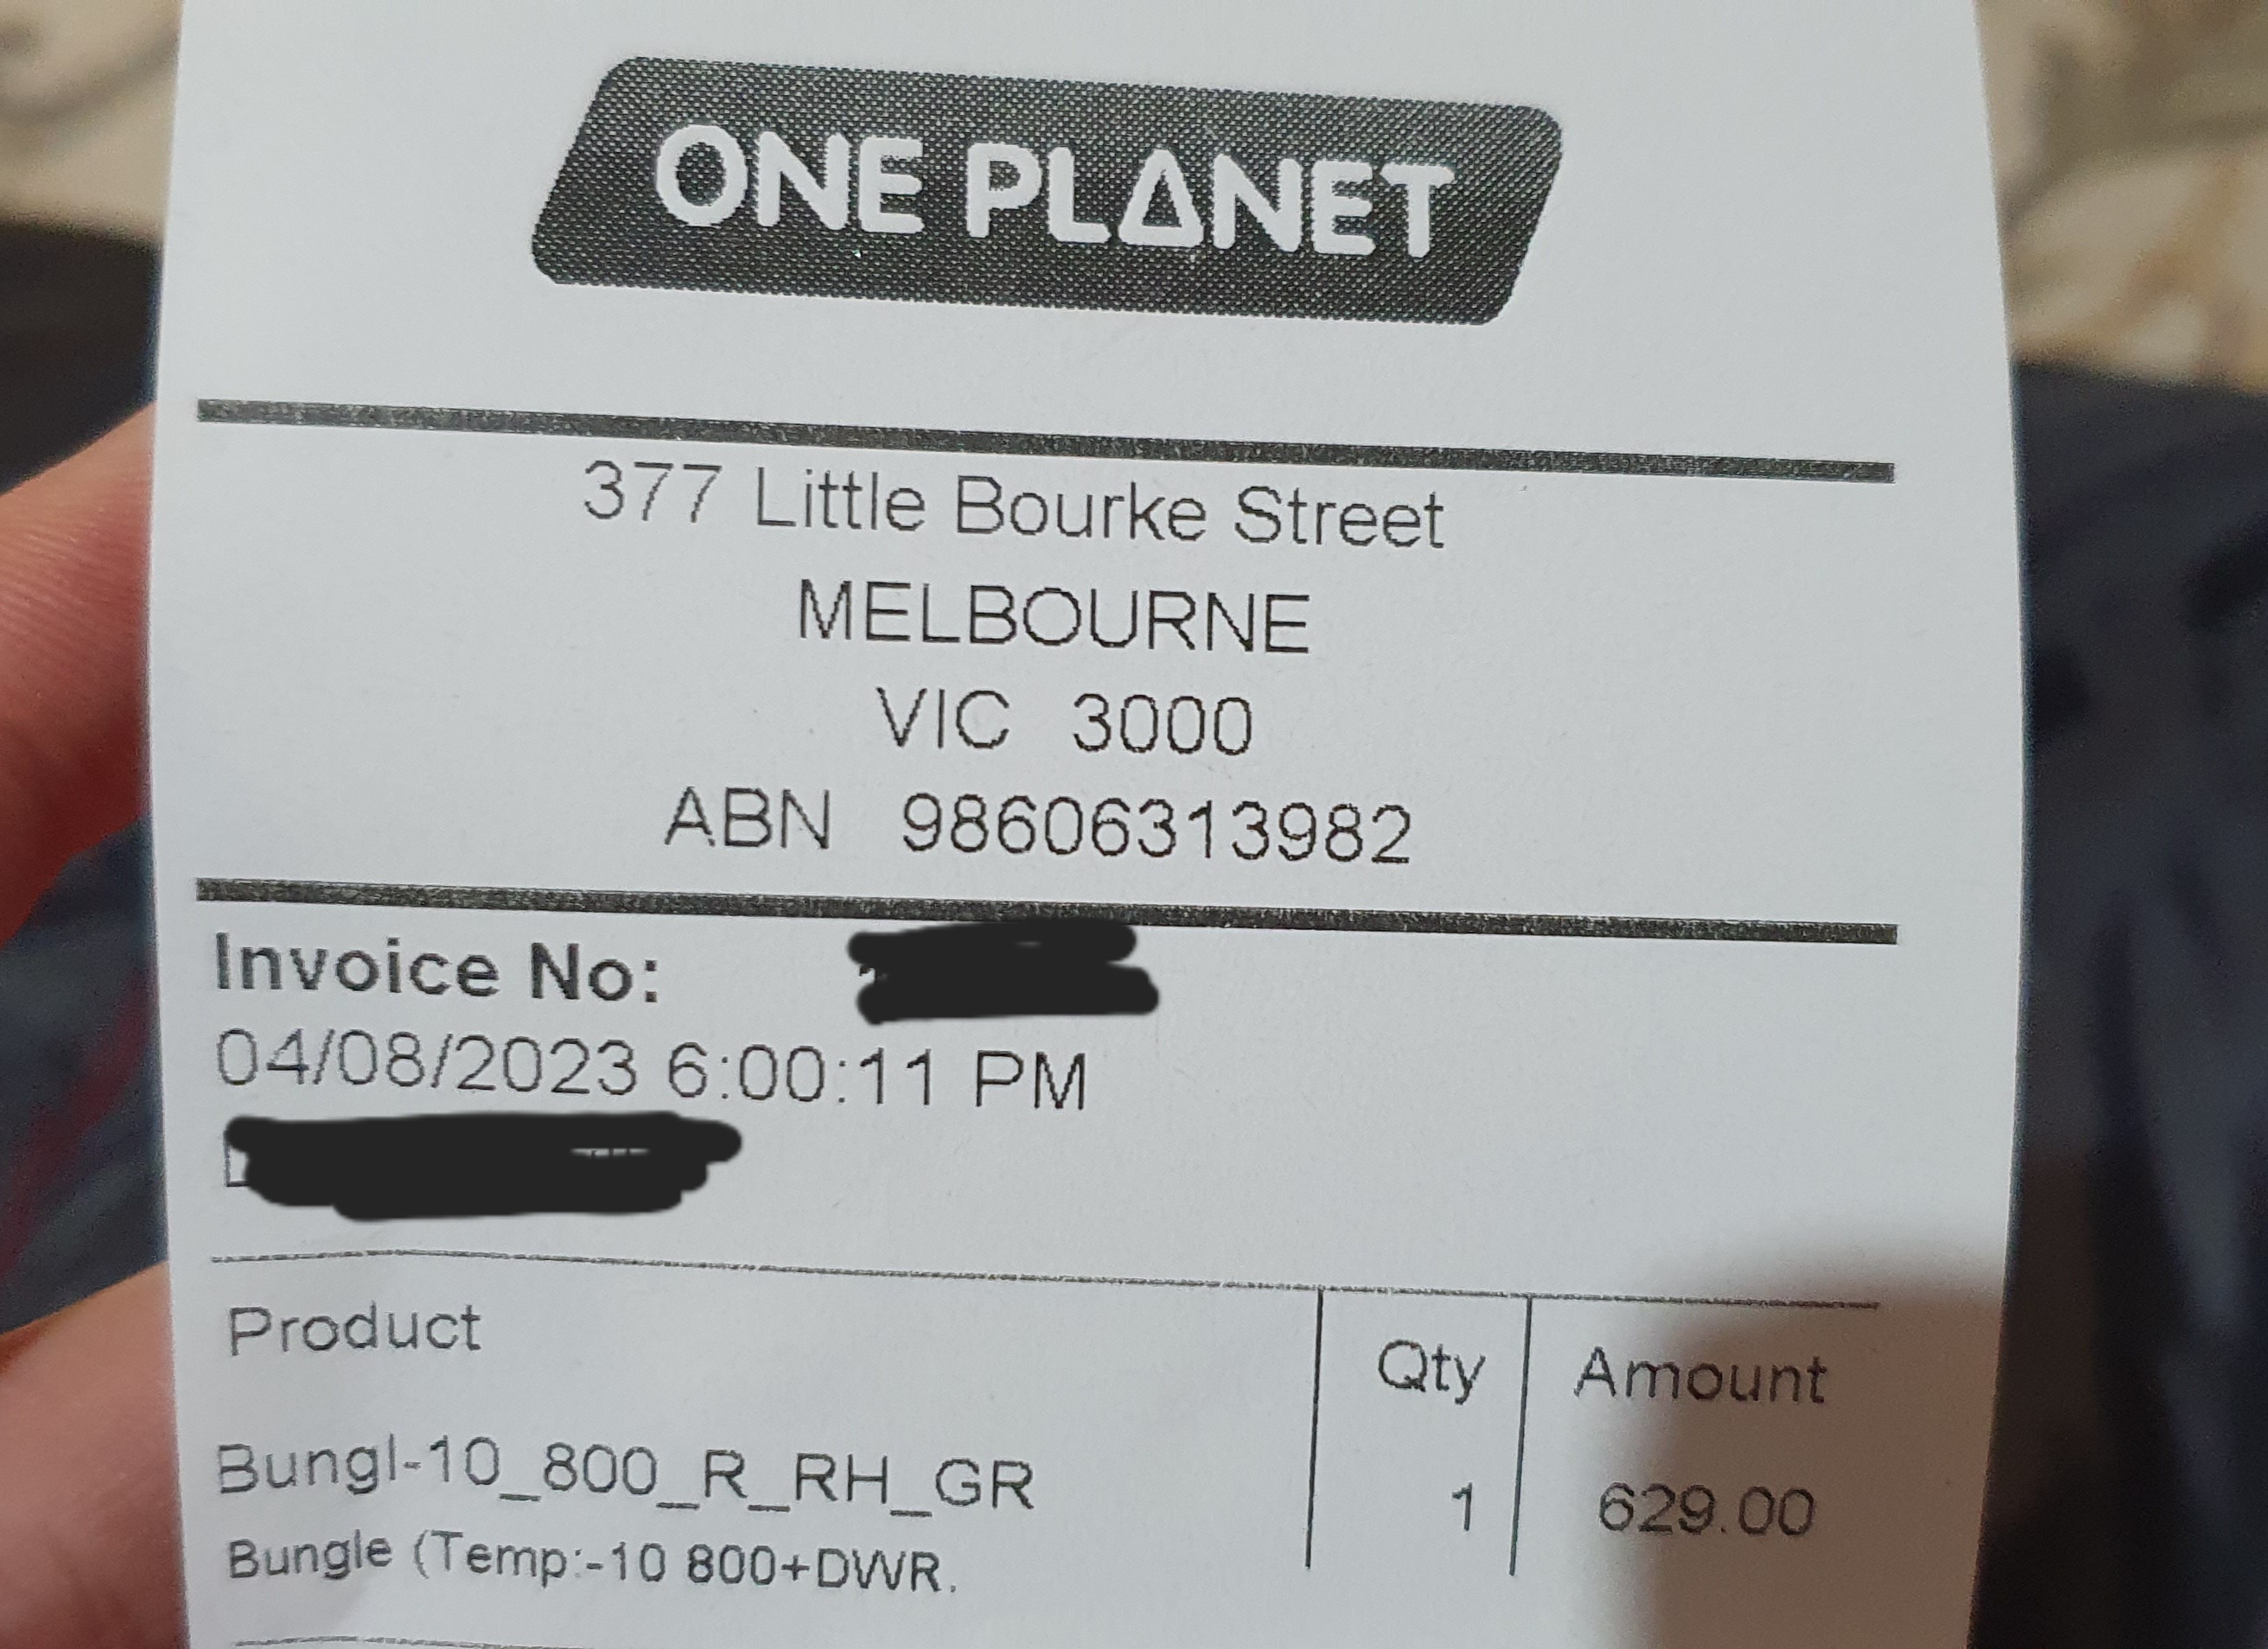 ONE PLANET
377 Little Bourke Street
MELBOURNE
VIC 3000
ABN 98606313982
Invoice No:
04/08/2023 6:00:11 PM
Product Qty Amount
Bungl-10_800_R_RH_GR 1 629.00
Bungle (Temp:-10 800+DWR.